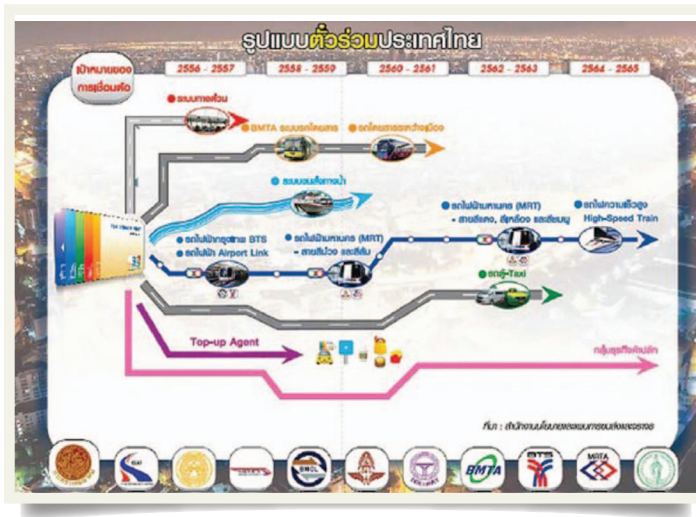 รูปแบบตั๋วร่วมประเทศไทย
เป้าหมายของ
การเชื่อมต่อ
2556 - 2557
2558 - 2559
2560 - 2561
2562 - 2563
2564 - 2565
ระบบทางด่วน
BMTA ระบบรถโดยสาร
รถโดยสารระหว่างเมือง
ระบบขนส่งทางน้ำ
รถไฟฟ้ากรุงเทพ BTS
รถไฟฟ้า Airport Link
รถไฟฟ้ามหานคร (MRT)
- สายสีม่วง และสีส้ม
รถไฟฟ้ามหานคร (MRT)
- สายสีแดง, สีเหลือง และสีชมพู
รถไฟความเร็วสูง
High-Speed Train
รถตู้-Taxi
Top-up Agent
กลุ่มธุรกิจค้าปลีก
ที่มา : สำนักงานนโยบายและแผนการขนส่งและจราจร
BMCL
BMTA
BTS
MRTA